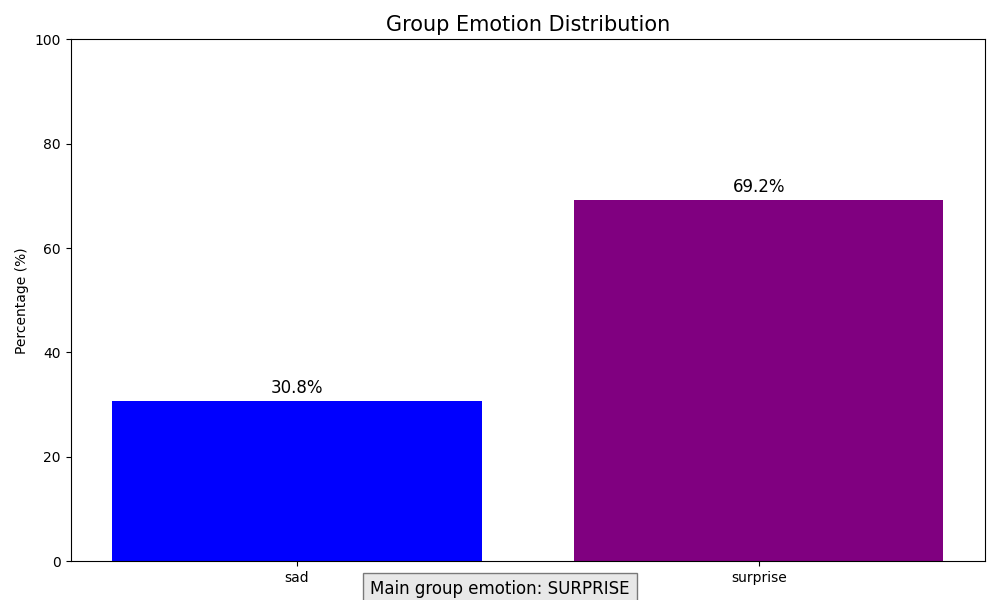 Group Emotion Distribution
100
80
60
40
20
0
Percentage (%)
30.8%
69.2%
sad
surprise
Main group emotion: SURPRISE